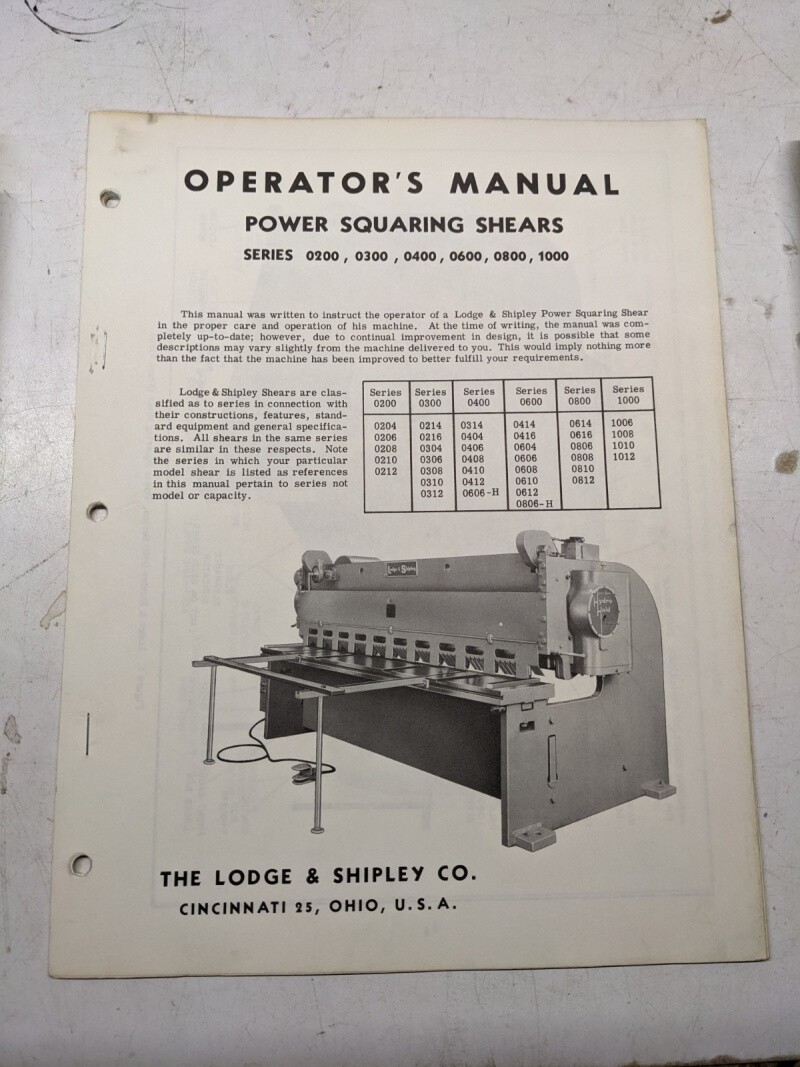 OPERATOR'S MANUAL
POWER SQUARING SHEARS
SERIES 0200, 0300, 0400, 0600, 0800, 1000
This manual was written to instruct the operator of a Lodge & Shipley Power Squaring Shear
in the proper care and operation of his machine. At the time of writing, the manual was com-
pletely up-to-date; however, due to continual improvement in design, it is possible that some
descriptions may vary slightly from the machine delivered to you. This would imply nothing more
than the fact that the machine has been improved to better fulfill your requirements.
Lodge & Shipley Shears are clas-
sified as to series in connection with
their constructions, features, stand-
ard equipment and general specifica-
tions. All shears in the same series
are similar in these respects. Note
the series in which your particular
model shear is listed as references
in this manual pertain to series not
model or capacity.
Series Series Series Series Series Series
0200 0300 0400 0600 0800 1000
0204 0214 0314 0414 0614 1006
0206 0216 0404 0416 0616 1008
0208 0304 0406 0604 0806 1010
0210 0306 0408 0606 0808 1012
0212 0308 0410 0608 0810
0310 0412 0610 0812
0312 0606-H 0612
0806-H
Lodge & Shipley
THE LODGE & SHIPLEY CO.
CINCINNATI 25, OHIO, U.S.A.